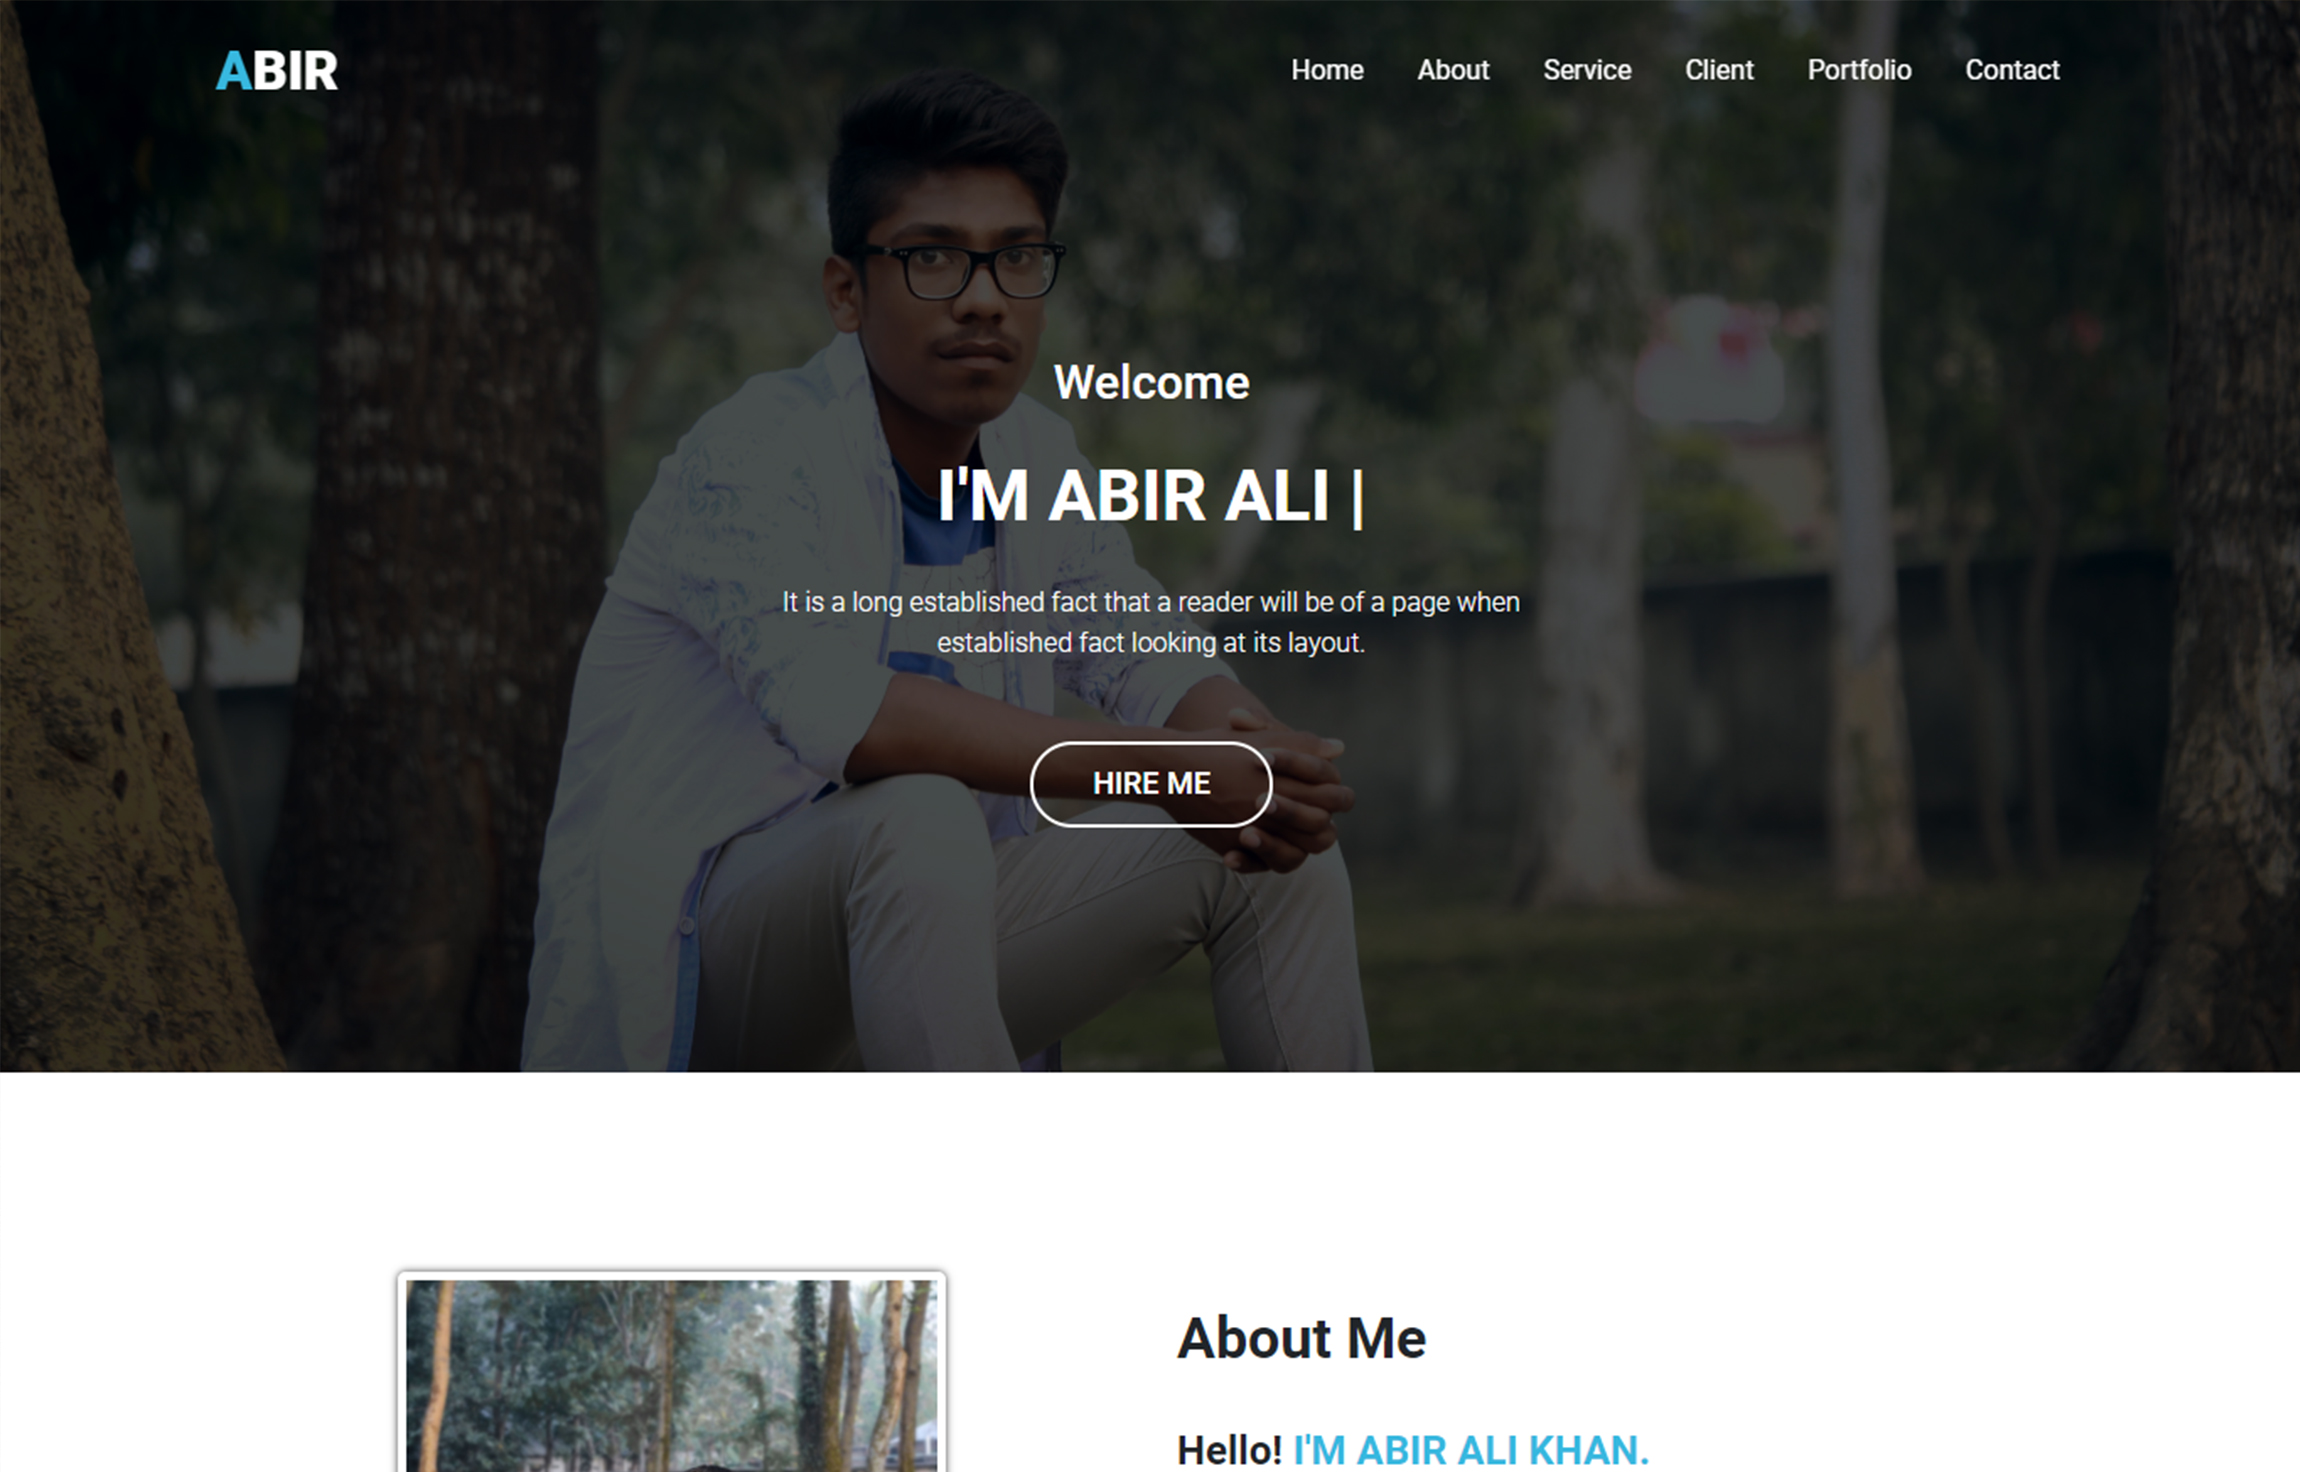 ABIR
Home About Service Client Portfolio Contact
Welcome
I'M ABIR ALI |
It is a long established fact that a reader will be of a page when
established fact looking at its layout.
HIRE ME
About Me
Hello! I'M ABIR ALI KHAN.